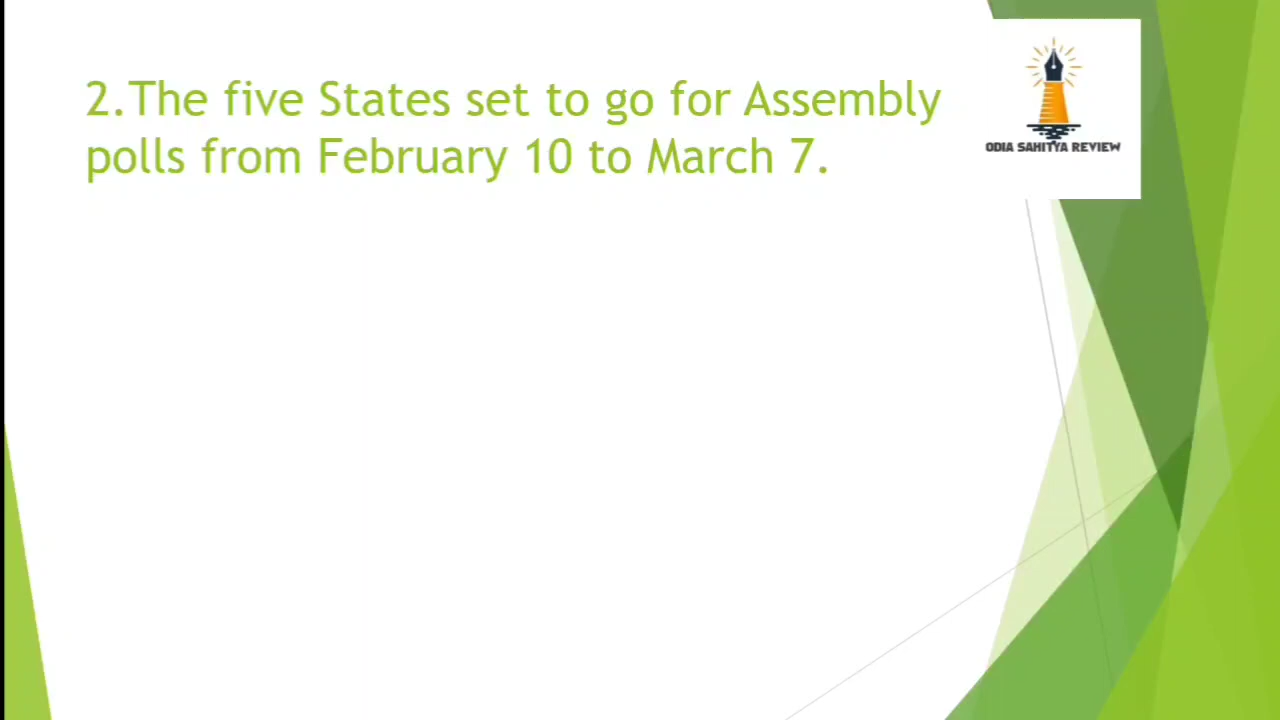 2.The five States set to go for Assembly
polls from February 10 to March 7.
ODIA SAHITYA REVIEW